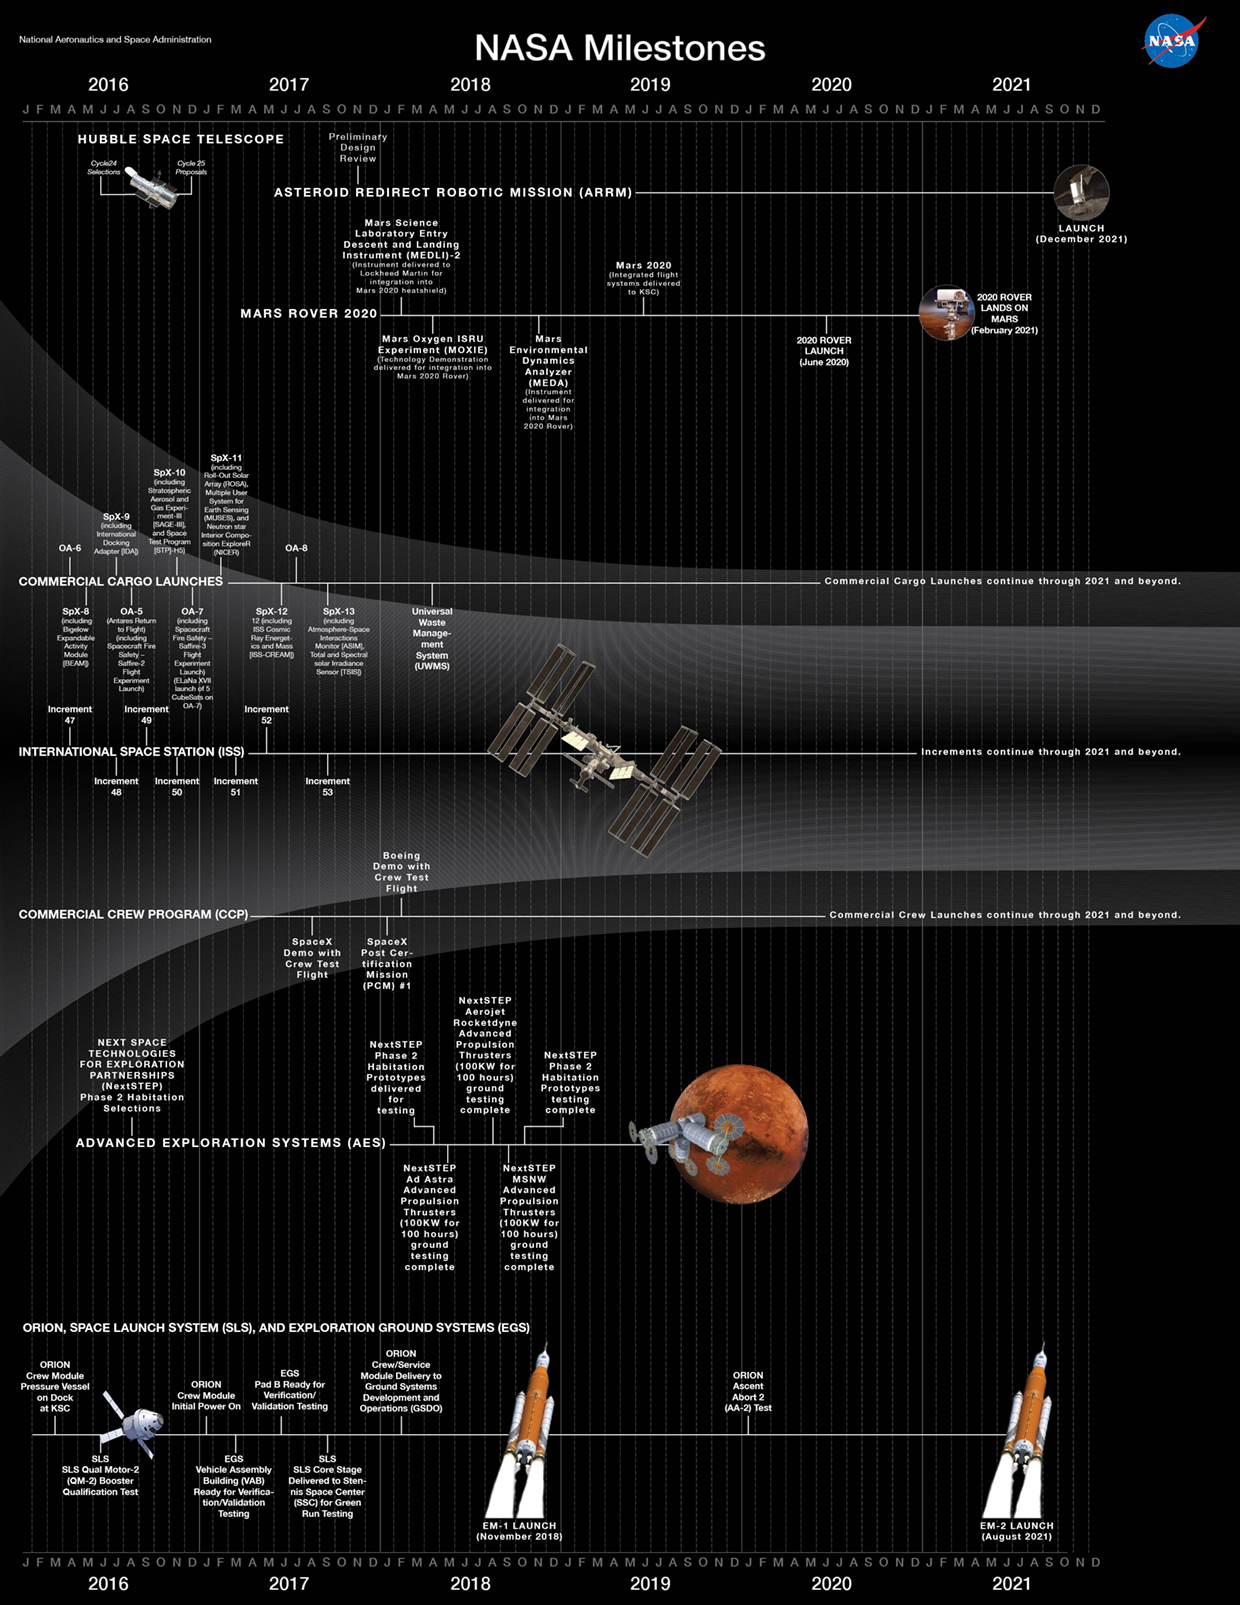 National Aeronautics and Space Administration
NASA Milestones
NASA
2016 2017 2018 2019 2020 2021
J F M A M J J A S O N D J F M A M J J A S O N D J F M A M J J A S O N D J F M A M J J A S O N D J F M A M J J A S O N D J F M A M J J A S O N D
HUBBLE SPACE TELESCOPE
Cycle24
Selections
Cycle 25
Proposals
Preliminary
Design
Review
ASTEROID REDIRECT ROBOTIC MISSION (ARRM)
LAUNCH
(December 2021)
Mars Science
Laboratory Entry
Descent and Landing
Instrument (MEDLI)-2
(Instrument delivered to
Lockheed Martin for
integration into
Mars 2020 heatshield)
Mars 2020
(Integrated flight
systems delivered
to KSC)
MARS ROVER 2020
2020 ROVER
LANDS ON
MARS
(February 2021)
Mars Oxygen ISRU
Experiment (MOXIE)
(Technology Demonstration
delivered for integration into
Mars 2020 Rover)
Mars
Environmental
Dynamics
Analyzer
(MEDA)
(Instrument
delivered for
integration
into Mars
2020 Rover)
2020 ROVER
LAUNCH
(June 2020)
OA-6
SpX-9
(including
International
Docking
Adapter [IDA])
SpX-10
(including
Stratospheric
Aerosol and
Gas Experi-
ment-III
[SAGE-III],
and Space
Test Program
[STP]-H5)
SpX-11
(including
Roll-Out Solar
Array (ROSA),
Multiple User
System for
Earth Sensing
(MUSES), and
Neutron star
Interior Compo-
sition ExploreR
(NICER)
OA-8
COMMERCIAL CARGO LAUNCHES
Commercial Cargo Launches continue through 2021 and beyond.
SpX-8
(including
Bigelow
Expandable
Activity
Module
[BEAM])
OA-5
(Antares Return
to Flight)
(including
Spacecraft Fire
Safety –
Saffire-2
Flight
Experiment
Launch)
OA-7
(including
Spacecraft
Fire Safety –
Saffire-3
Flight
Experiment
Launch)
(ELaNa XVII
launch of 5
CubeSats on
OA-7)
SpX-12
12 (including
ISS Cosmic
Ray Energet-
ics and Mass
[ISS-CREAM])
SpX-13
(including
Atmosphere-Space
Interactions
Monitor [ASIM],
Total and Spectral
solar Irradiance
Sensor [TSIS])
Universal
Waste
Manage-
ment
System
(UWMS)
Increment
47
Increment
49
Increment
52
INTERNATIONAL SPACE STATION (ISS)
Increments continue through 2021 and beyond.
Increment
48
Increment
50
Increment
51
Increment
53
Boeing
Demo with
Crew Test
Flight
COMMERCIAL CREW PROGRAM (CCP)
Commercial Crew Launches continue through 2021 and beyond.
SpaceX
Demo with
Crew Test
Flight
SpaceX
Post Cer-
tification
Mission
(PCM) #1
NEXT SPACE
TECHNOLOGIES
FOR EXPLORATION
PARTNERSHIPS
(NextSTEP)
Phase 2 Habitation
Selections
NextSTEP
Phase 2
Habitation
Prototypes
delivered
for
testing
NextSTEP
Aerojet
Rocketdyne
Advanced
Propulsion
Thrusters
(100KW for
100 hours)
ground
testing
complete
NextSTEP
Phase 2
Habitation
Prototypes
testing
complete
ADVANCED EXPLORATION SYSTEMS (AES)
NextSTEP
Ad Astra
Advanced
Propulsion
Thrusters
(100KW for
100 hours)
ground
testing
complete
NextSTEP
MSNW
Advanced
Propulsion
Thrusters
(100KW for
100 hours)
ground
testing
complete
ORION, SPACE LAUNCH SYSTEM (SLS), AND EXPLORATION GROUND SYSTEMS (EGS)
ORION
Crew Module
Pressure Vessel
on Dock
at KSC
ORION
Crew Module
Initial Power On
EGS
Pad B Ready for
Verification/
Validation Testing
ORION
Crew/Service
Module Delivery to
Ground Systems
Development and
Operations (GSDO)
ORION
Ascent
Abort 2
(AA-2) Test
SLS
SLS Qual Motor-2
(QM-2) Booster
Qualification Test
EGS
Vehicle Assembly
Building (VAB)
Ready for Verifica-
tion/Validation
Testing
SLS
SLS Core Stage
Delivered to Sten-
nis Space Center
(SSC) for Green
Run Testing
EM-1 LAUNCH
(November 2018)
EM-2 LAUNCH
(August 2021)
J F M A M J J A S O N D J F M A M J J A S O N D J F M A M J J A S O N D J F M A M J J A S O N D J F M A M J J A S O N D J F M A M J J A S O N D
2016 2017 2018 2019 2020 2021